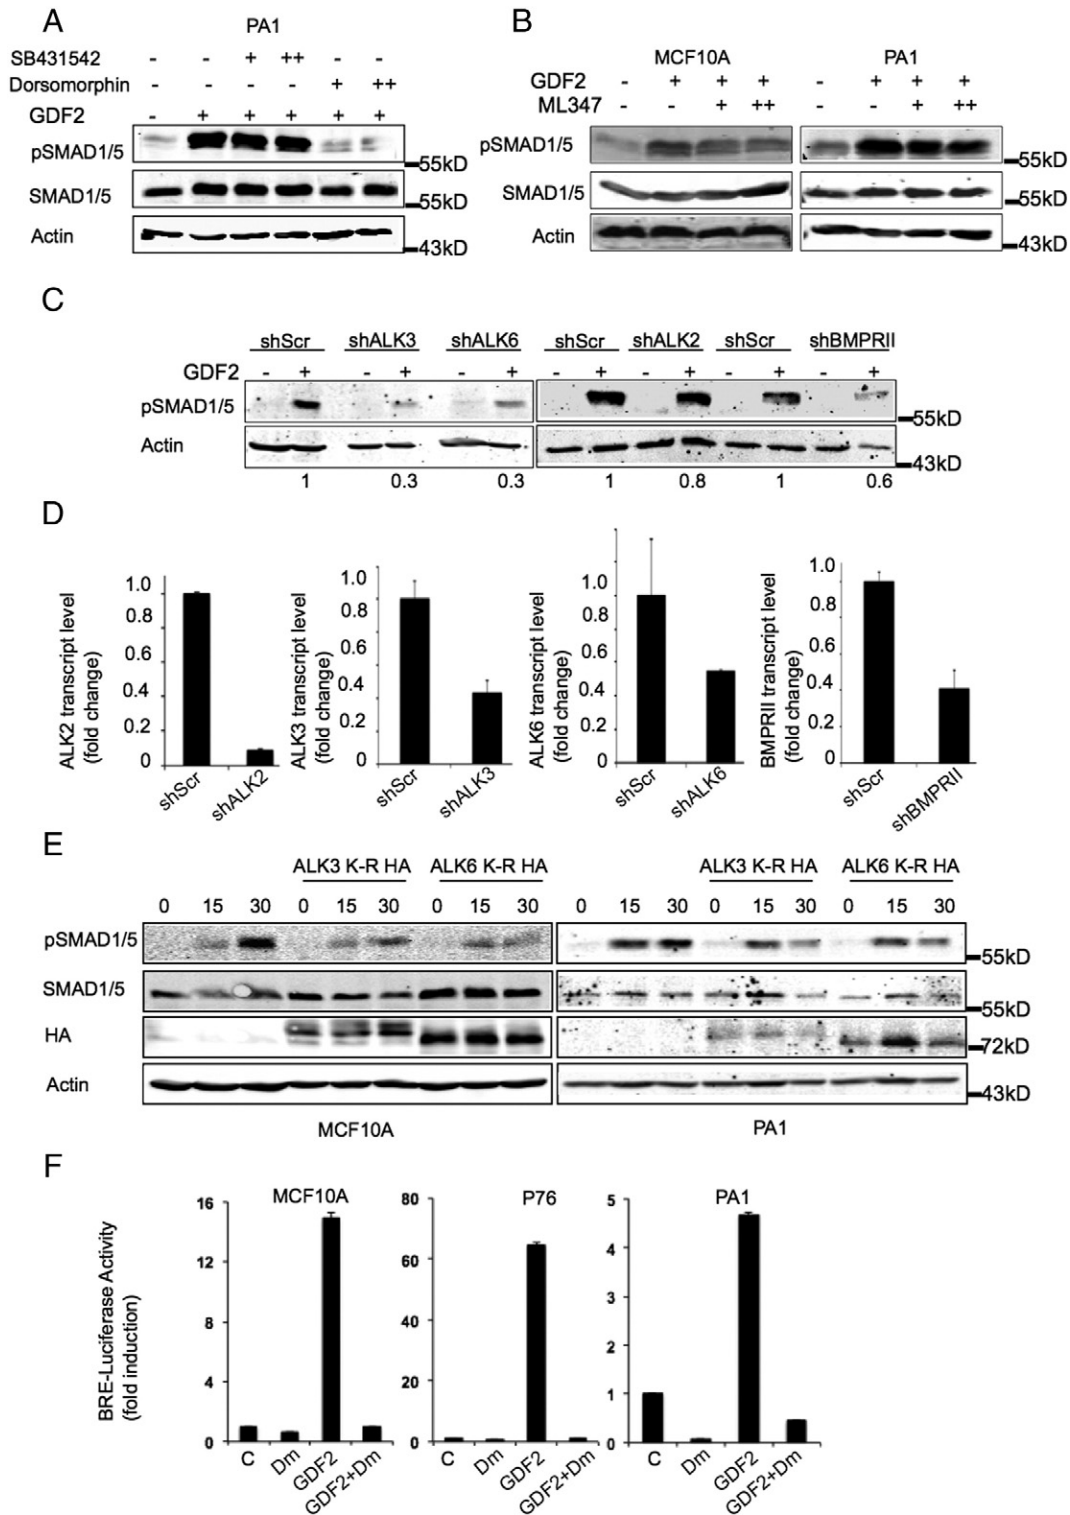 A
PA1
SB431542 - - + ++ - -
Dorsomorphin - - - - + ++
GDF2 - + + + + +
pSMAD1/5
55kD
SMAD1/5
55kD
Actin
43kD
B
MCF10A PA1
GDF2 - + + + - + + +
ML347 - - + ++ - - + ++
pSMAD1/5
55kD
SMAD1/5
55kD
Actin
43kD
C
shScr shALK3 shALK6 shScr shALK2 shScr shBMPRII
GDF2 - + - + - + - + - + - + - +
pSMAD1/5
55kD
Actin
43kD
1 0.3 0.3 1 0.8 1 0.6
D
ALK2 transcript level
(fold change)
1.0
0.8
0.6
0.4
0.2
0
shScr
shALK2
ALK3 transcript level
(fold change)
1.0
0.8
0.6
0.4
0.2
0
shScr
shALK3
ALK6 transcript level
(fold change)
1.0
0.8
0.6
0.4
0.2
0
shScr
shALK6
BMPRII transcript level
(fold change)
1.0
0.8
0.6
0.4
0.2
0
shScr
shBMPRII
E
ALK3 K-R HA ALK6 K-R HA ALK3 K-R HA ALK6 K-R HA
0 15 30 0 15 30 0 15 30 0 15 30 0 15 30 0 15 30
pSMAD1/5
55kD
SMAD1/5
55kD
HA
72kD
Actin
43kD
MCF10A PA1
F
BRE-Luciferase Activity
(fold induction)
MCF10A
16
12
8
4
0
C
Dm
GDF2
GDF2+Dm
P76
80
60
40
20
0
C
Dm
GDF2
GDF2+Dm
PA1
5
4
3
2
1
0
C
Dm
GDF2
GDF2+Dm